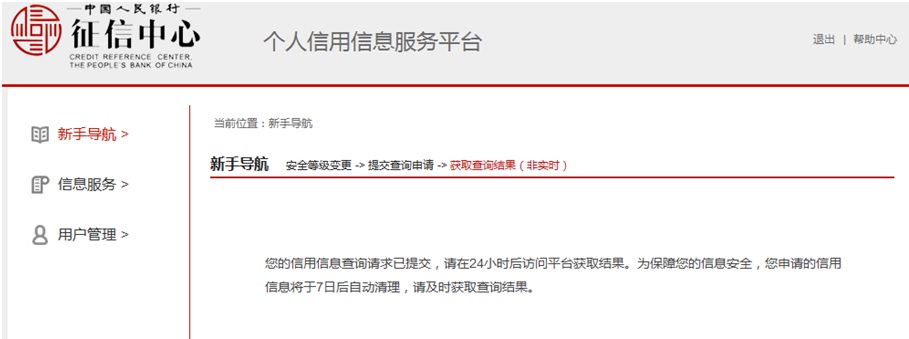 中国人民银行
征信中心
CREDIT REFERENCE CENTER,
THE PEOPLE'S BANK OF CHINA
个人信用信息服务平台
退出 | 帮助中心
新手导航 >
信息服务 >
用户管理 >
当前位置：新手导航
新手导航 安全等级变更 -> 提交查询申请 -> 获取查询结果（非实时）
您的信用信息查询请求已提交，请在24小时后访问平台获取结果。为保障您的信息安全，您申请的信用
信息将于7日后自动清理，请及时获取查询结果。